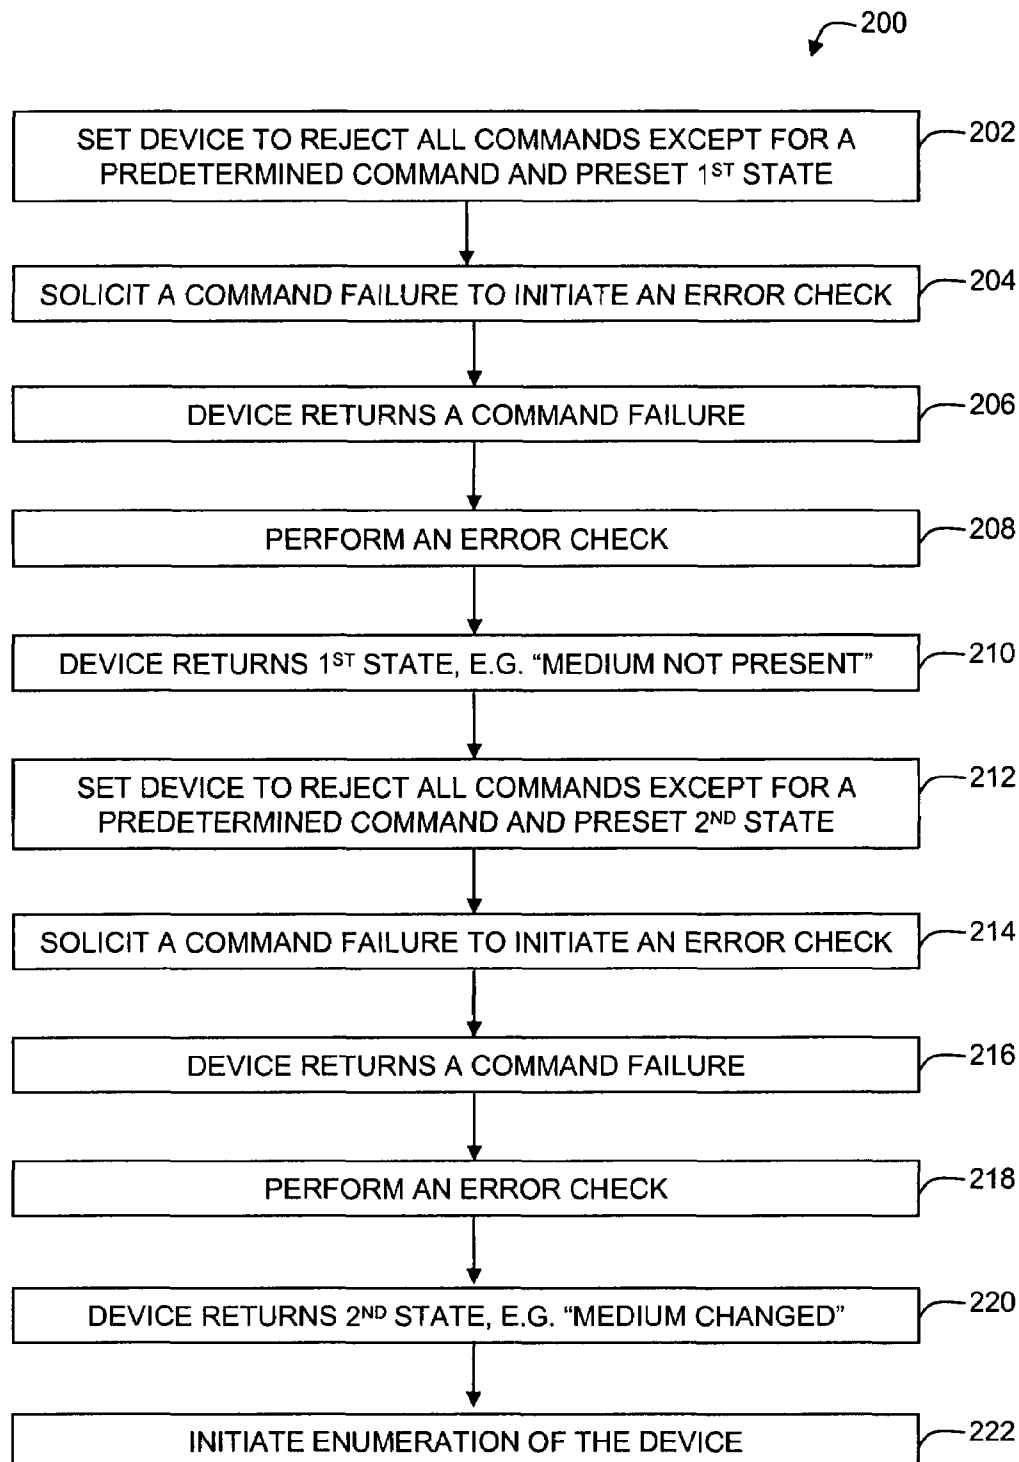 200
SET DEVICE TO REJECT ALL COMMANDS EXCEPT FOR A
PREDETERMINED COMMAND AND PRESET 1ST STATE
202
SOLICIT A COMMAND FAILURE TO INITIATE AN ERROR CHECK
204
DEVICE RETURNS A COMMAND FAILURE
206
PERFORM AN ERROR CHECK
208
DEVICE RETURNS 1ST STATE, E.G. “MEDIUM NOT PRESENT”
210
SET DEVICE TO REJECT ALL COMMANDS EXCEPT FOR A
PREDETERMINED COMMAND AND PRESET 2ND STATE
212
SOLICIT A COMMAND FAILURE TO INITIATE AN ERROR CHECK
214
DEVICE RETURNS A COMMAND FAILURE
216
PERFORM AN ERROR CHECK
218
DEVICE RETURNS 2ND STATE, E.G. “MEDIUM CHANGED”
220
INITIATE ENUMERATION OF THE DEVICE
222